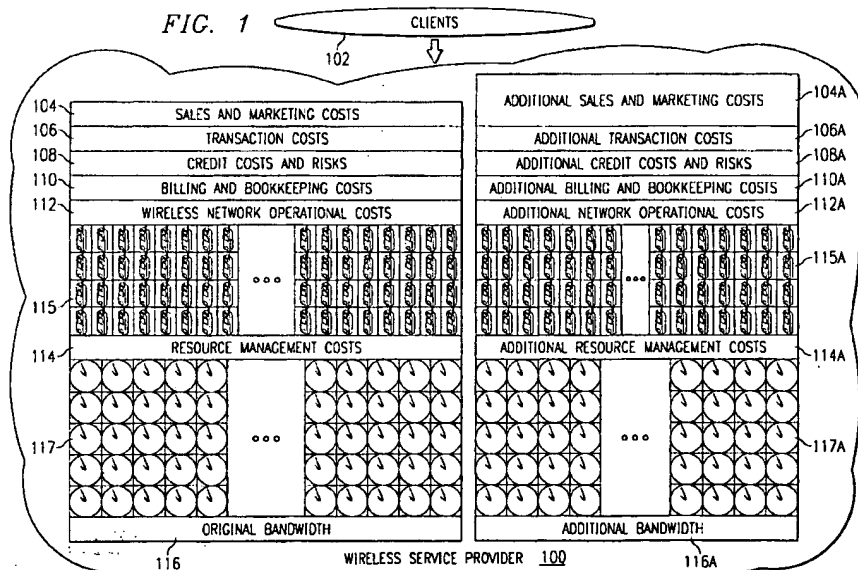 FIG. 1
CLIENTS
102
104
SALES AND MARKETING COSTS
ADDITIONAL SALES AND MARKETING COSTS
104A
106
TRANSACTION COSTS
ADDITIONAL TRANSACTION COSTS
106A
108
CREDIT COSTS AND RISKS
ADDITIONAL CREDIT COSTS AND RISKS
108A
110
BILLING AND BOOKKEEPING COSTS
ADDITIONAL BILLING AND BOOKKEEPING COSTS
110A
112
WIRELESS NETWORK OPERATIONAL COSTS
ADDITIONAL NETWORK OPERATIONAL COSTS
112A
115
115A
114
RESOURCE MANAGEMENT COSTS
ADDITIONAL RESOURCE MANAGEMENT COSTS
114A
117
117A
ORIGINAL BANDWIDTH
ADDITIONAL BANDWIDTH
116
WIRELESS SERVICE PROVIDER 100
116A